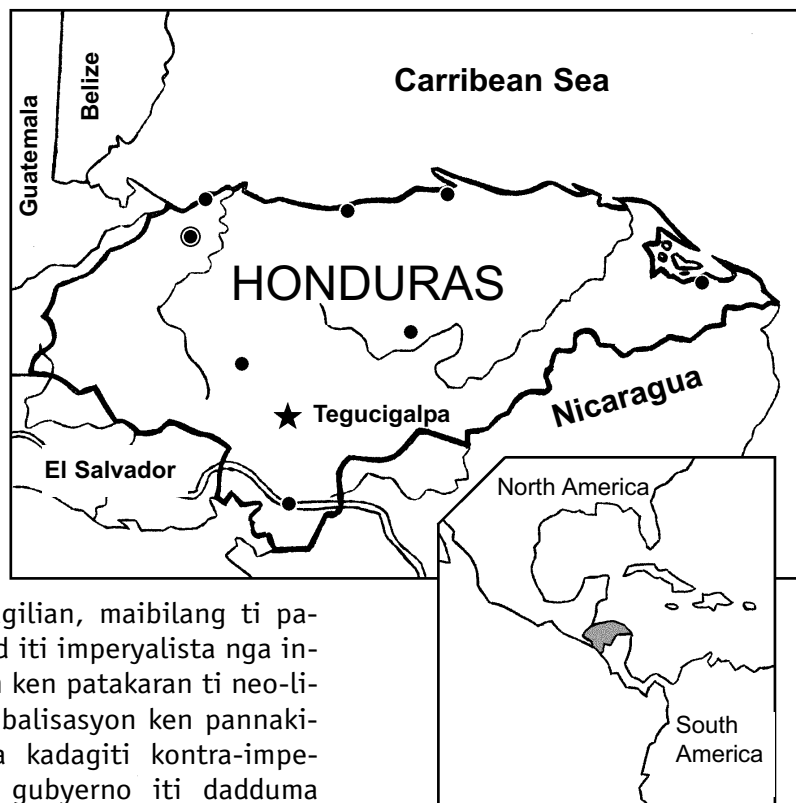 Carribean Sea
Belize
Guatemala
HONDURAS
Tegucigalpa
Nicaragua
El Salvador
North America
South
America
gilian, maibilang ti pa-
iti imperyalista nga in-
ken patakaran ti neo-li-
balisasyon ken pannaki-
kadagiti kontra-impe-
gubyerno iti dadduma